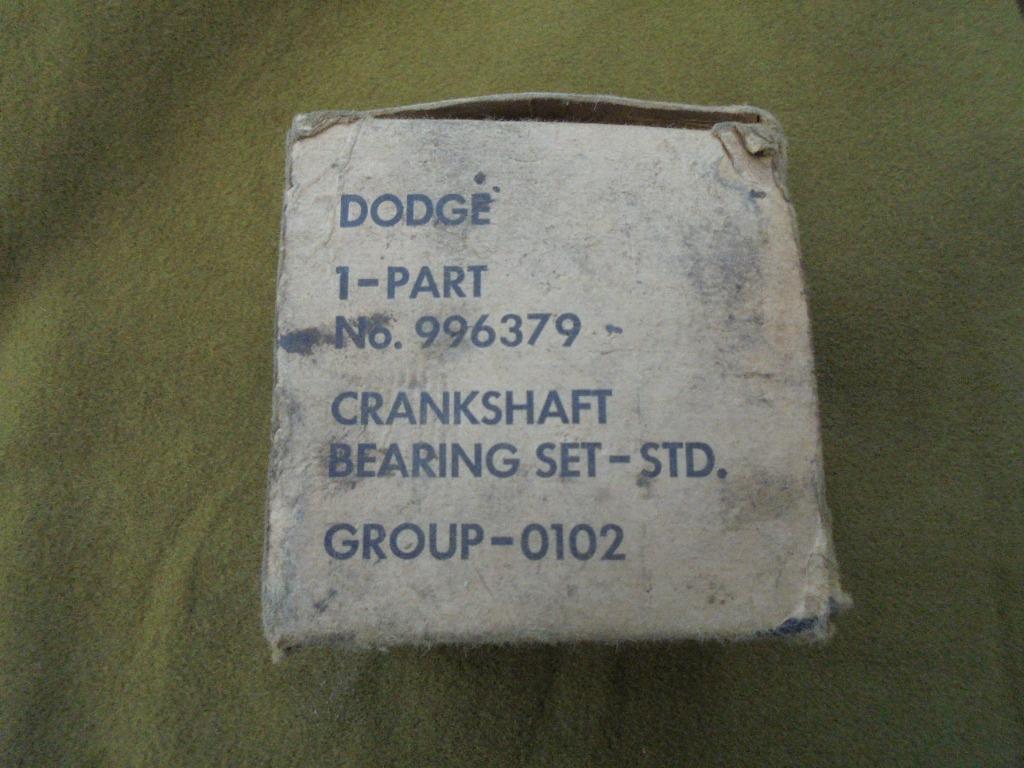 DODGE
1-PART
No. 996379
CRANKSHAFT
BEARING SET-STD.
GROUP-0102